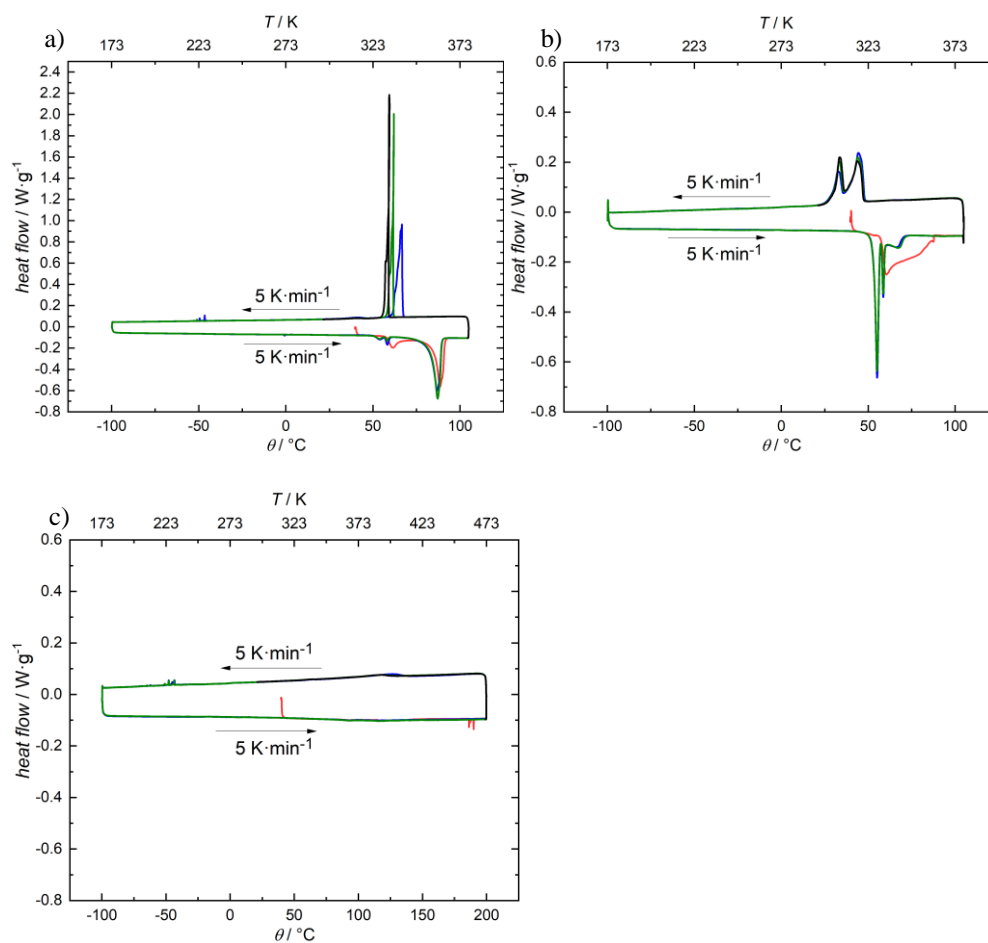 a)
T / K
173 223 273 323 373
2.4
2.2
2.0
1.8
1.6
1.4
1.2
1.0
0.8
0.6
0.4
0.2
0.0
-0.2
-0.4
-0.6
-0.8
heat flow / W·g⁻¹
5 K·min⁻¹
5 K·min⁻¹
-100 -50 0 50 100
θ / °C
b)
T / K
173 223 273 323 383
0.6
0.4
0.2
0.0
-0.2
-0.4
-0.6
-0.8
heat flow / W·g⁻¹
5 K·min⁻¹
5 K·min⁻¹
-100 -50 0 50 100
θ / °C
c)
T / K
173 223 273 323 373 423 473
0.6
0.4
0.2
0.0
-0.2
-0.4
-0.6
-0.8
heat flow / W·g⁻¹
5 K·min⁻¹
5 K·min⁻¹
-100 -50 0 50 100 150 200
θ / °C